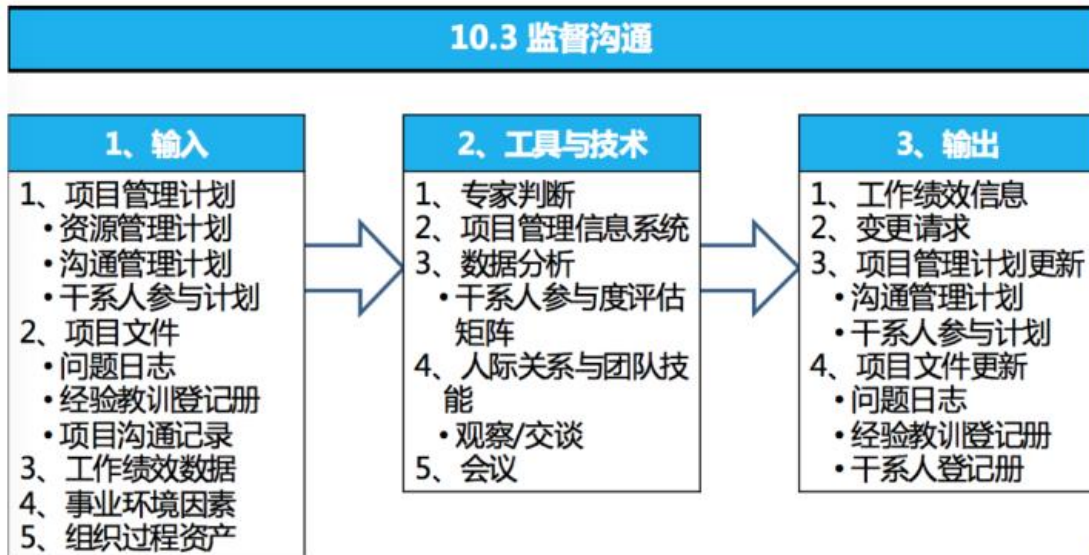 10.3 监督沟通
1、输入
1、项目管理计划
• 资源管理计划
• 沟通管理计划
• 干系人参与计划
2、项目文件
• 问题日志
• 经验教训登记册
• 项目沟通记录
3、工作绩效数据
4、事业环境因素
5、组织过程资产
2、工具与技术
1、专家判断
2、项目管理信息系统
3、数据分析
• 干系人参与度评估
矩阵
4、人际关系与团队技
能
• 观察/交谈
5、会议
3、输出
1、工作绩效信息
2、变更请求
3、项目管理计划更新
• 沟通管理计划
• 干系人参与计划
4、项目文件更新
• 问题日志
• 经验教训登记册
• 干系人登记册